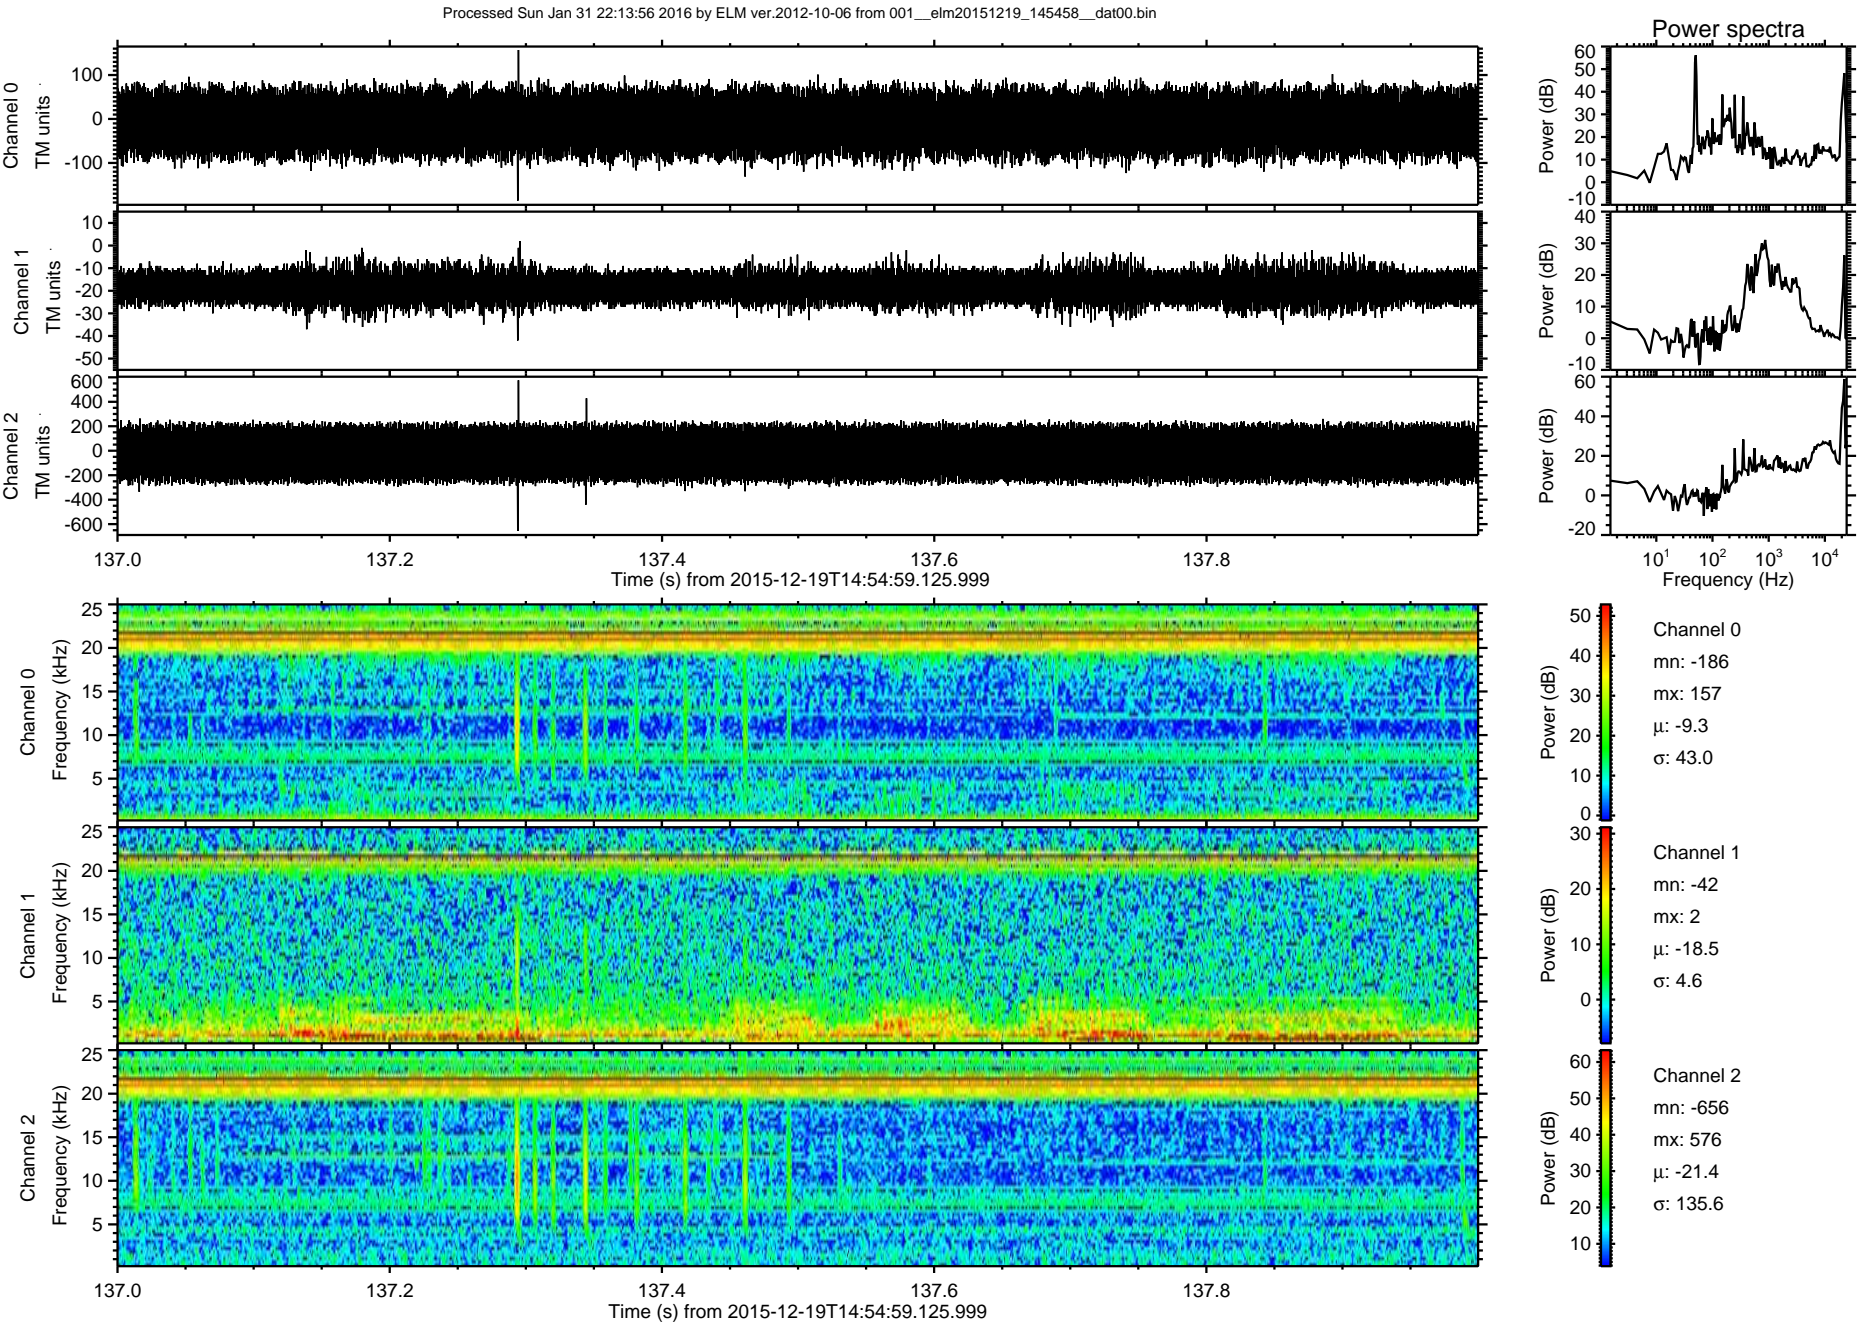 Processed Sun Jan 31 22:13:56 2016 by ELM ver.2012-10-06 from 001__elm20151219_145458__dat00.bin
Power spectra
Channel 0
TM units
100
0
-100
Power (dB)
60
50
40
30
20
10
0
-10
Channel 1
TM units
10
0
-10
-20
-30
-40
-50
Power (dB)
40
30
20
10
0
-10
Channel 2
TM units
600
400
200
0
-200
-400
-600
Power (dB)
60
40
20
0
-20
137.0 137.2 137.4 137.6 137.8
Time (s) from 2015-12-19T14:54:59.125.999
10¹ 10² 10³ 10⁴
Frequency (Hz)
Channel 0
Frequency (kHz)
25
20
15
10
5
Power (dB)
50
40
30
20
10
0
Channel 0
mn: -186
mx: 157
μ: -9.3
σ: 43.0
Channel 1
Frequency (kHz)
25
20
15
10
5
Power (dB)
30
20
10
0
Channel 1
mn: -42
mx: 2
μ: -18.5
σ: 4.6
Channel 2
Frequency (kHz)
25
20
15
10
5
Power (dB)
60
50
40
30
20
10
Channel 2
mn: -656
mx: 576
μ: -21.4
σ: 135.6
137.0 137.2 137.4 137.6 137.8
Time (s) from 2015-12-19T14:54:59.125.999